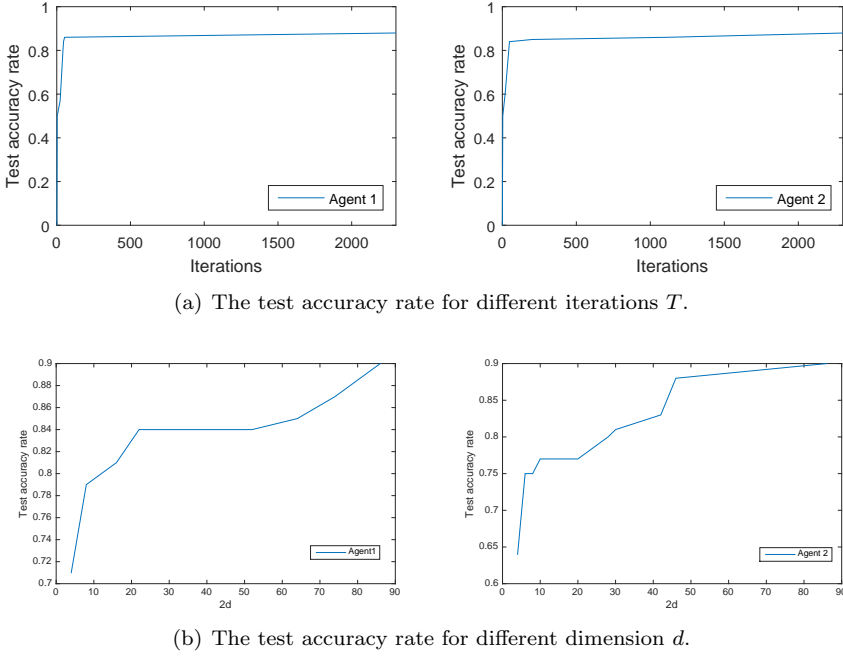 1
0.8
0.6
0.4
0.2
0
Test accuracy rate
Agent 1
0 500 1000 1500 2000
Iterations
1
0.8
0.6
0.4
0.2
0
Test accuracy rate
Agent 2
0 500 1000 1500 2000
Iterations
(a) The test accuracy rate for different iterations T.
0.9
0.88
0.86
0.84
0.82
0.8
0.78
0.76
0.74
0.72
0.7
Test accuracy rate
Agent1
0 10 20 30 40 50 60 70 80 90
2d
0.9
0.85
0.8
0.75
0.7
0.65
0.6
Test accuracy rate
Agent 2
0 10 20 30 40 50 60 70 80 90
2d
(b) The test accuracy rate for different dimension d.